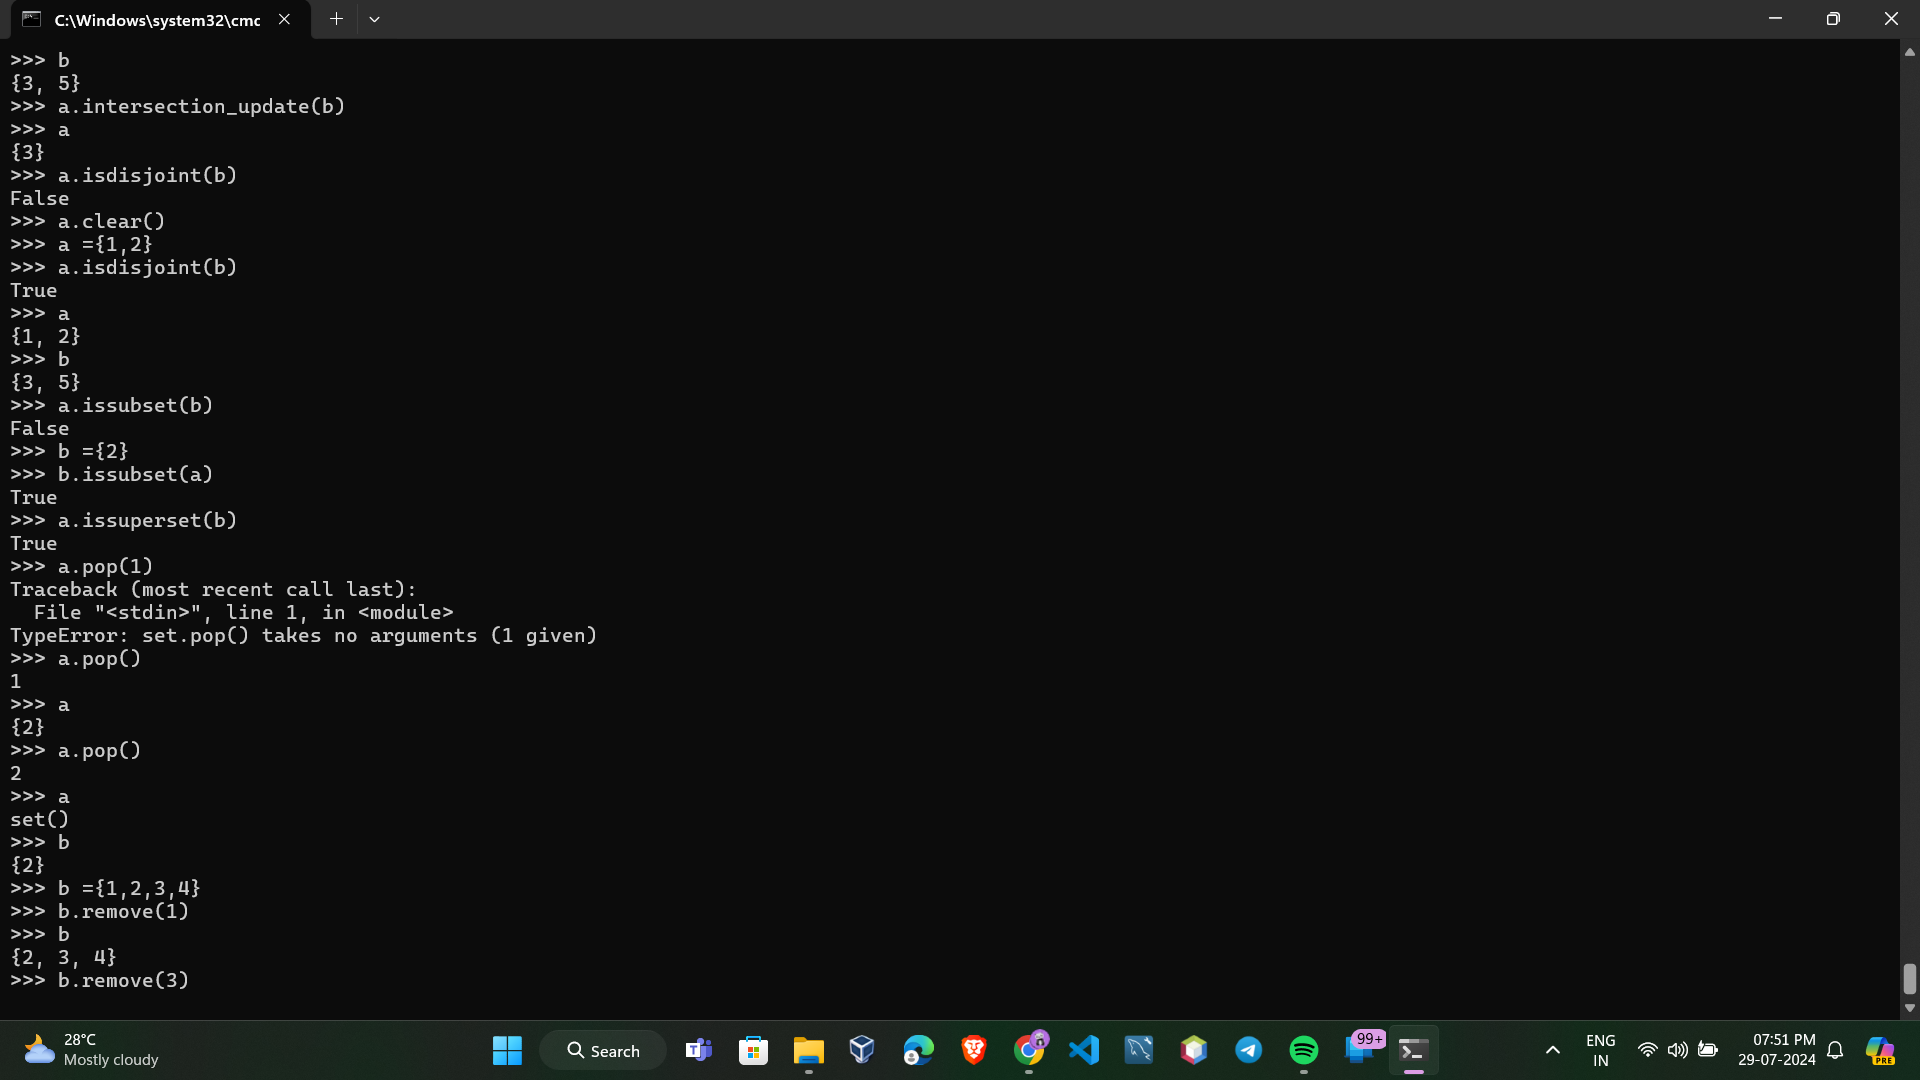 C:\Windows\system32\cmc
>>> b
{3, 5}
>>> a.intersection_update(b)
>>> a
{3}
>>> a.isdisjoint(b)
False
>>> a.clear()
>>> a ={1,2}
>>> a.isdisjoint(b)
True
>>> a
{1, 2}
>>> b
{3, 5}
>>> a.issubset(b)
False
>>> b ={2}
>>> b.issubset(a)
True
>>> a.issuperset(b)
True
>>> a.pop(1)
Traceback (most recent call last):
  File "<stdin>", line 1, in <module>
TypeError: set.pop() takes no arguments (1 given)
>>> a.pop()
1
>>> a
{2}
>>> a.pop()
2
>>> a
set()
>>> b
{2}
>>> b ={1,2,3,4}
>>> b.remove(1)
>>> b
{2, 3, 4}
>>> b.remove(3)
28°C
Mostly cloudy
Search
T
99+
ENG
IN
07:51 PM
29-07-2024
PRE